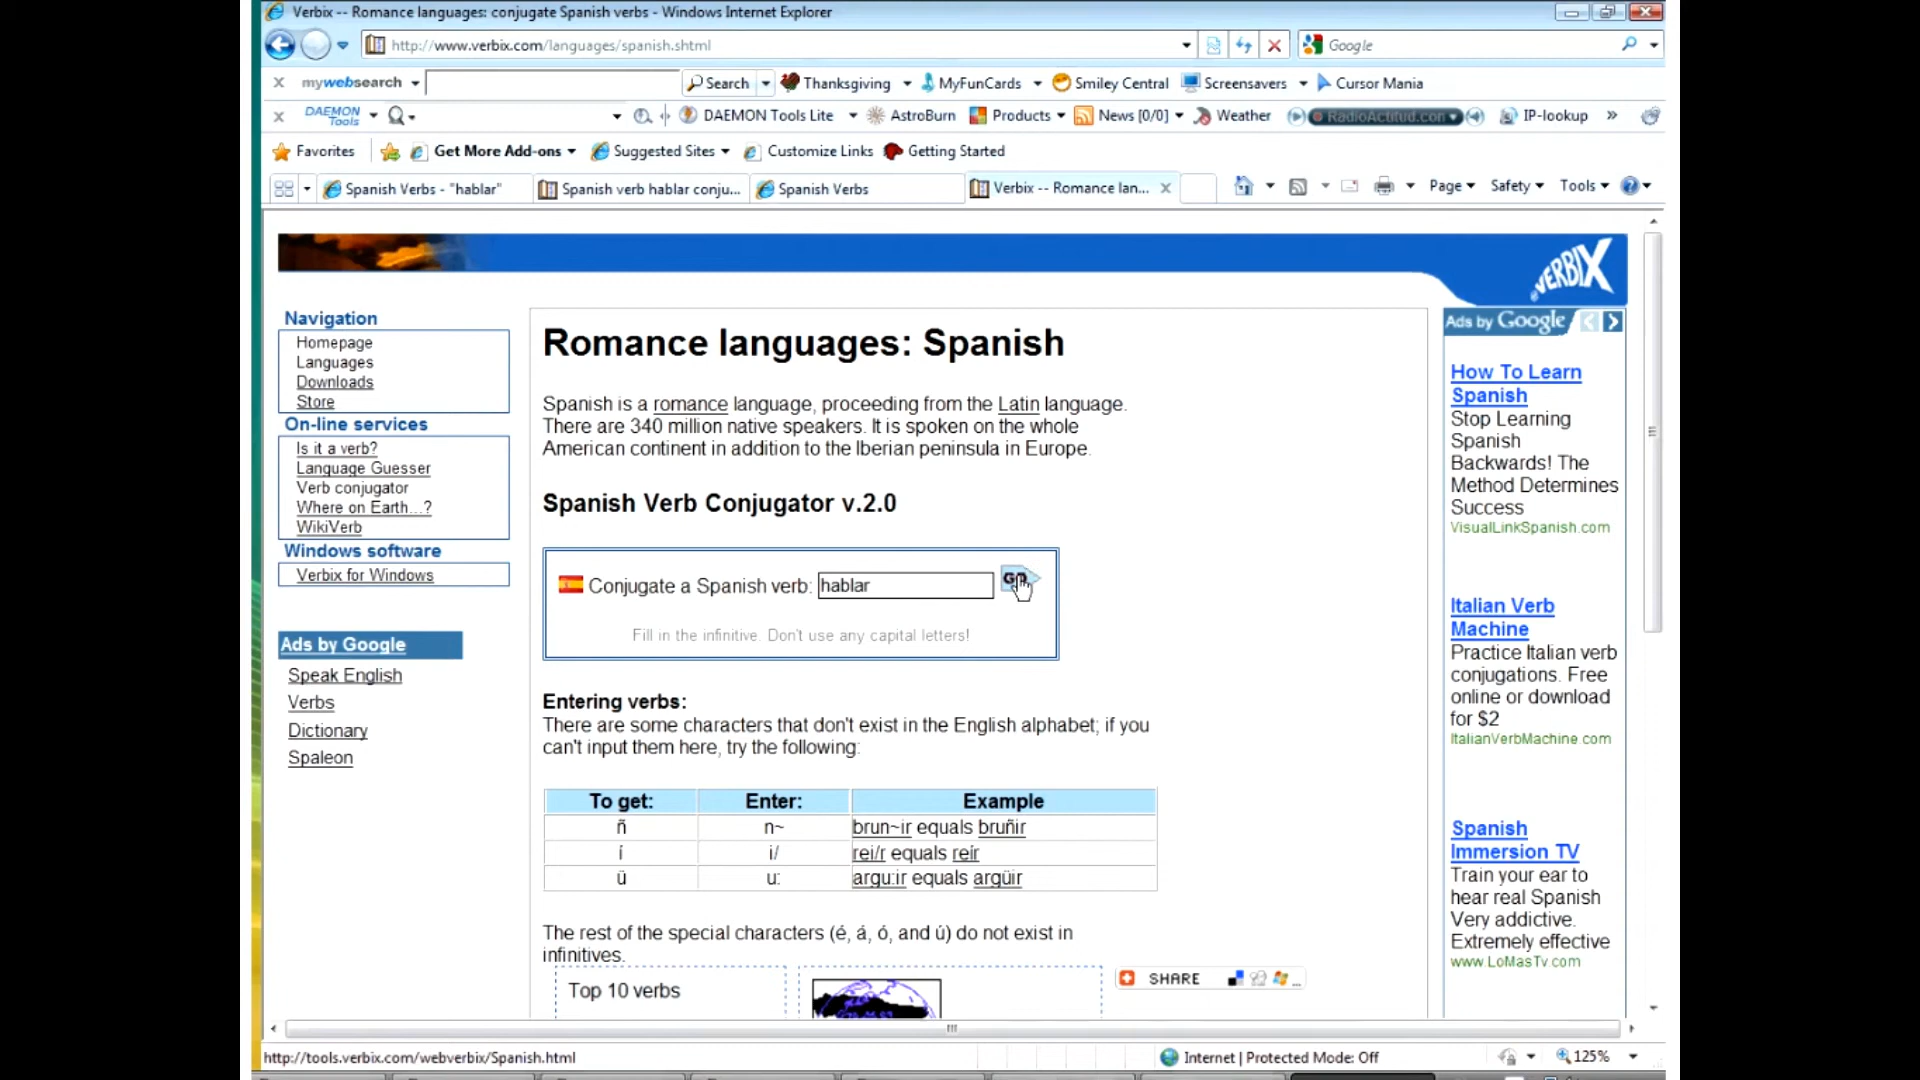 Verbix -- Romance languages: conjugate Spanish verbs - Windows Internet Explorer
http://www.verbix.com/languages/spanish.shtml
Google
mywebsearch
Search
Thanksgiving
MyFunCards
Smiley Central
Screensavers
Cursor Mania
DAEMON Tools
DAEMON Tools Lite
AstroBurn
Products
News [0/0]
Weather
RadioActitud.con
IP-lookup
Favorites
Get More Add-ons
Suggested Sites
Customize Links
Getting Started
Spanish Verbs - "hablar"
Spanish verb hablar conju...
Spanish Verbs
Verbix -- Romance lan...
Page
Safety
Tools
VERBIX
Navigation
Homepage
Languages
Downloads
Store
On-line services
Is it a verb?
Language Guesser
Verb conjugator
Where on Earth...?
WikiVerb
Windows software
Verbix for Windows
Ads by Google
Speak English
Verbs
Dictionary
Spaleon
Romance languages: Spanish
Spanish is a romance language, proceeding from the Latin language.
There are 340 million native speakers. It is spoken on the whole
American continent in addition to the Iberian peninsula in Europe.
Spanish Verb Conjugator v.2.0
Conjugate a Spanish verb: hablar GO
Fill in the infinitive. Don't use any capital letters!
Entering verbs:
There are some characters that don't exist in the English alphabet; if you
can't input them here, try the following:
To get: Enter: Example
ñ n~ brun~ir equals bruñir
í i/ rei/r equals reír
ü u: argu:ir equals argüir
The rest of the special characters (é, á, ó, and ú) do not exist in
infinitives.
Top 10 verbs
SHARE
Ads by Google
How To Learn
Spanish
Stop Learning
Spanish
Backwards! The
Method Determines
Success
VisualLinkSpanish.com
Italian Verb
Machine
Practice Italian verb
conjugations. Free
online or download
for $2
ItalianVerbMachine.com
Spanish
Immersion TV
Train your ear to
hear real Spanish
Very addictive.
Extremely effective
www.LoMasTv.com
http://tools.verbix.com/webverbix/Spanish.html
Internet | Protected Mode: Off
125%